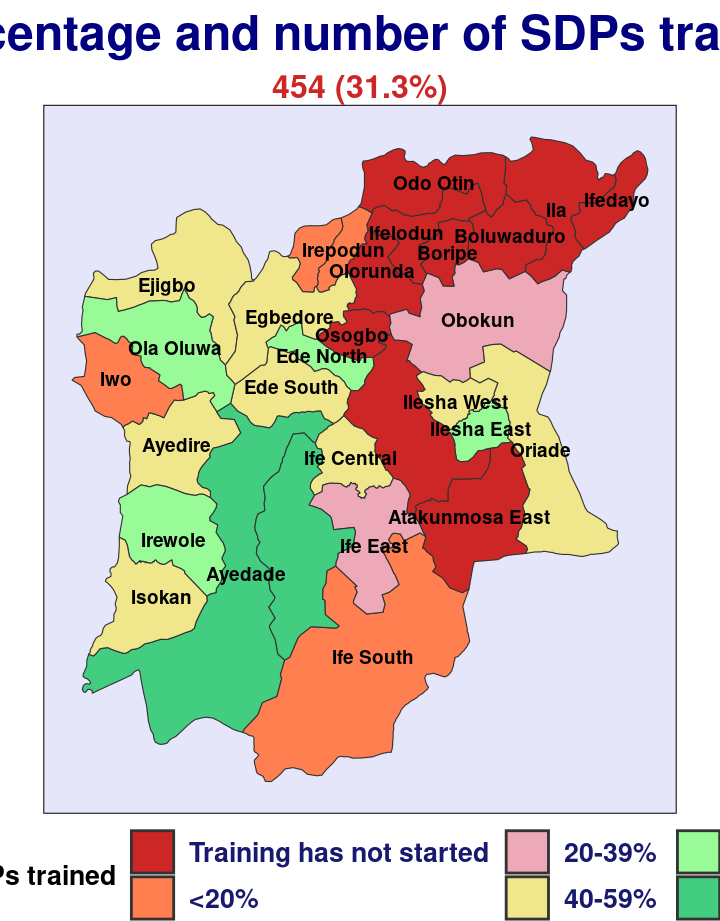 centage and number of SDPs tra
454 (31.3%)
Odo Otin
Ila
Ifedayo
Ifelodun
Boluwaduro
Irepodun
Boripe
Olorunda
Ejigbo
Egbedore
Obokun
Osogbo
Ola Oluwa
Ede North
Iwo
Ede South
Ilesha West
Ilesha East
Ayedire
Oriade
Ife Central
Atakunmosa East
Irewole
Ife East
Ayedade
Isokan
Ife South
Ps trained
Training has not started
20-39%
<20%
40-59%